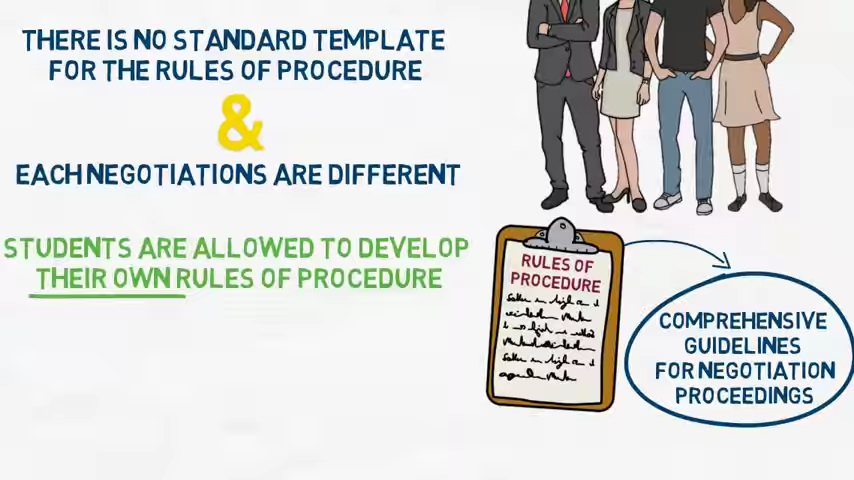 THERE IS NO STANDARD TEMPLATE
FOR THE RULES OF PROCEDURE
&
EACH NEGOTIATIONS ARE DIFFERENT
STUDENTS ARE ALLOWED TO DEVELOP
THEIR OWN RULES OF PROCEDURE
RULES OF
PROCEDURE
COMPREHENSIVE
GUIDELINES
FOR NEGOTIATION
PROCEEDINGS